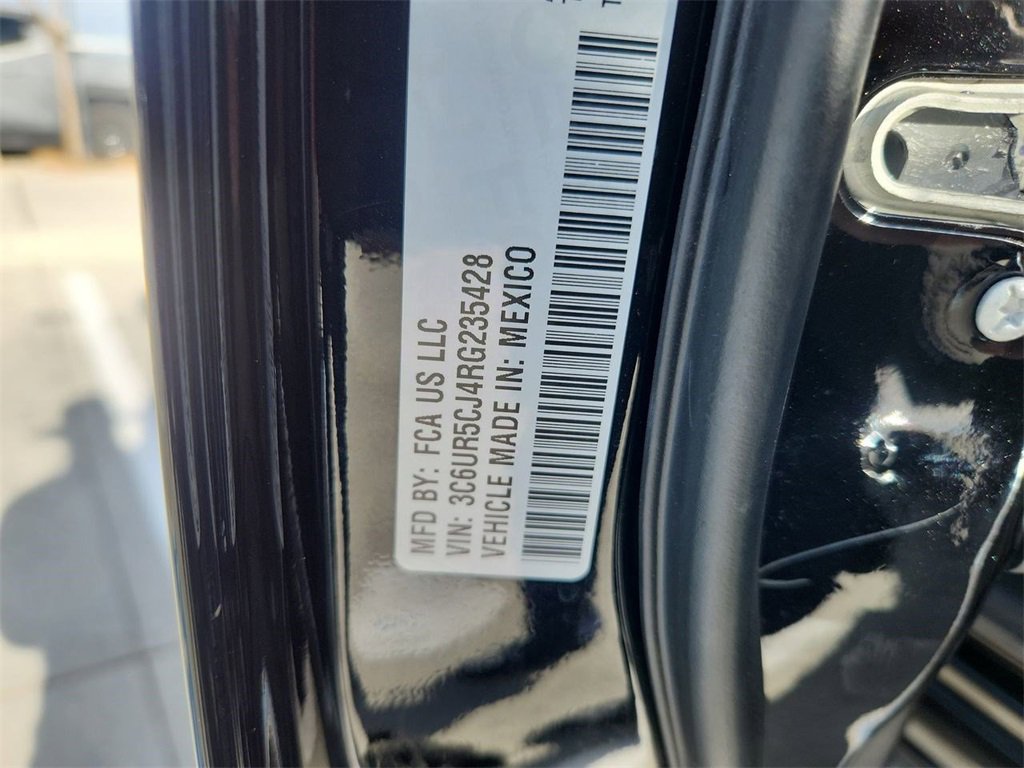 MFD BY: FCA US LLC
VIN: 3C6UR5CJ4RG235428
VEHICLE MADE IN: MEXICO